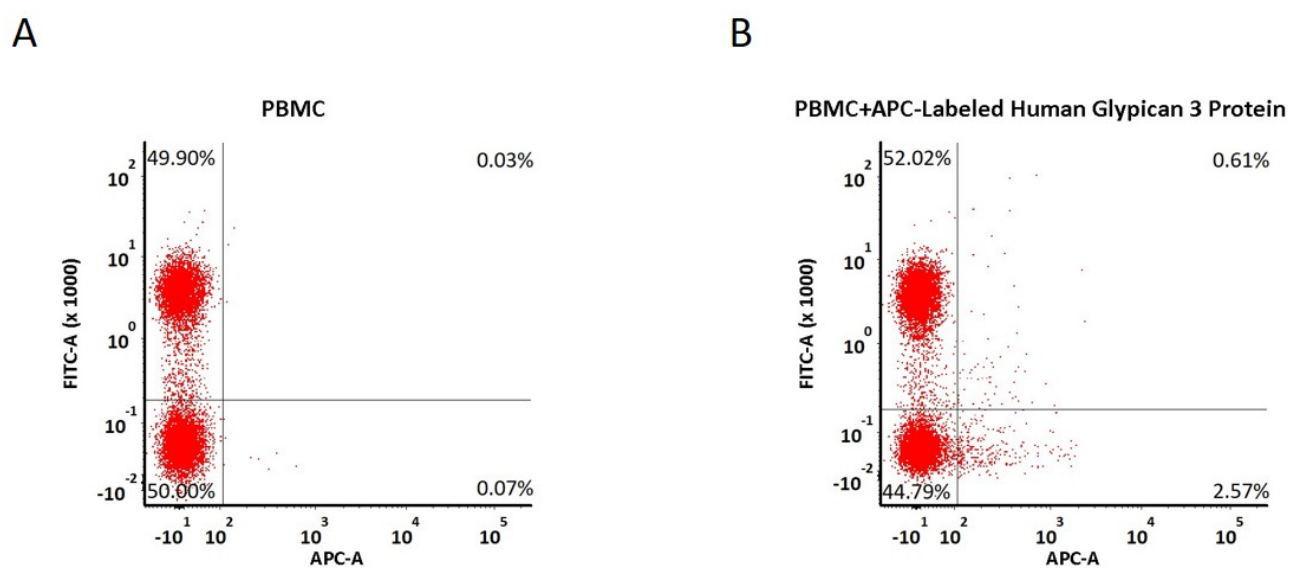 A
B
PBMC
PBMC+APC-Labeled Human Glypican 3 Protein
49.90%
0.03%
10^2
10^1
10^0
10^-1
-10^-2
FITC-A (x 1000)
50.00%
0.07%
-10^1 10^2 10^3 10^4 10^5
APC-A
52.02%
0.61%
10^2
10^1
10^0
10^-1
-10^-2
FITC-A (x 1000)
44.79%
2.57%
-10^1 10^2 10^3 10^4 10^5
APC-A